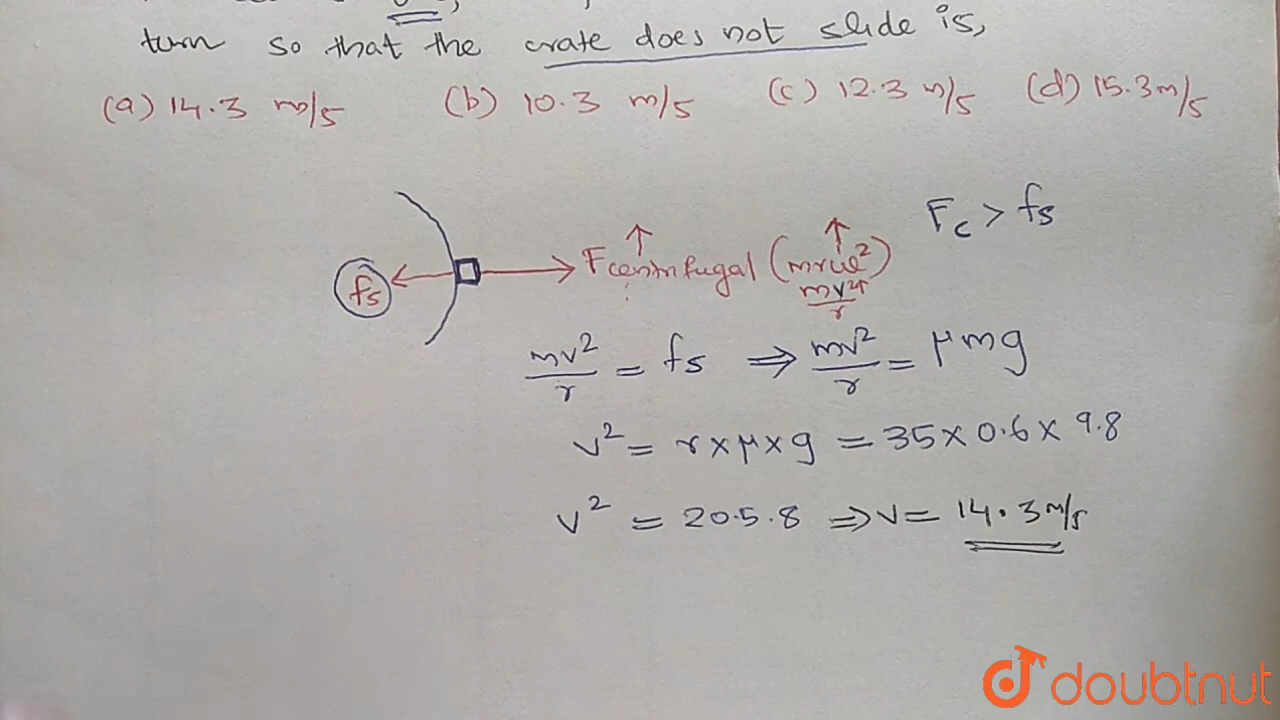 turn so that the crate does not slide is,
(a) 14.3 m/s (b) 10.3 m/s (c) 12.3 m/s (d) 15.3 m/s
F_c > fs
fs ← → ↑ Fcentrifugal (↑ mrω²)
mv²↑/r
mv²/r = fs ⇒ mv²/r = μmg
v² = r × μ × g = 35 × 0.6 × 9.8
v² = 205.8 ⇒ v = 14.3 m/s
doubtnut